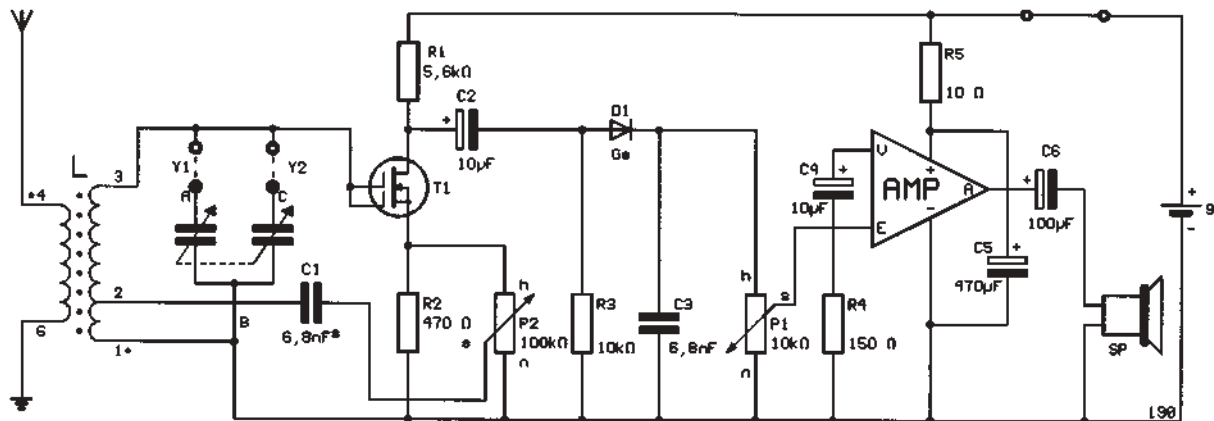 R1
5,6kΩ
C2
+
10µF
D1
Ge
T1
L
*4
3
2
1*
6
Y1
Y2
A
C
B
C1
6,8nF*
R2
470 Ω
h
s
P2
100kΩ
n
R3
10kΩ
C3
6,8nF
h
s
P1
10kΩ
n
C4
+
10µF
R4
150 Ω
V
E
AMP
+
-
A
R5
10 Ω
C5
+
470µF
C6
+
100µF
SP
+
9
-
190